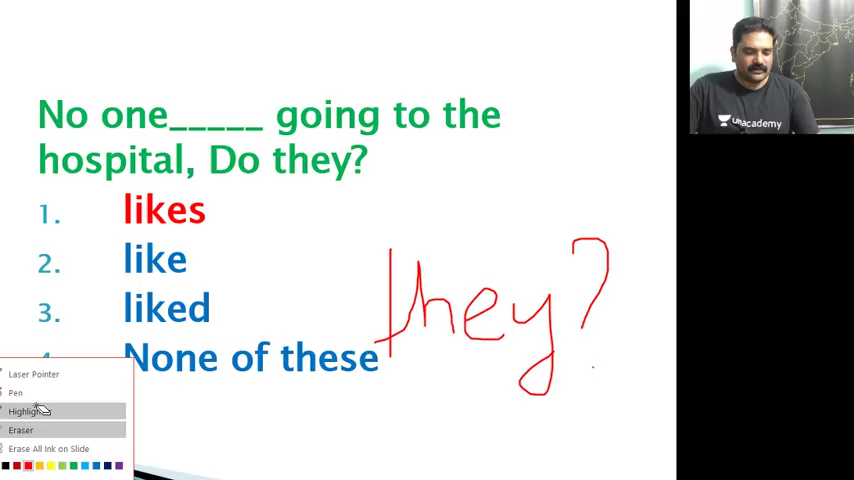 No one_____ going to the
hospital, Do they?
1. likes
2. like
3. liked
None of these
they?
Laser Pointer
Pen
Eraser
Erase All Ink on Slide
unacademy